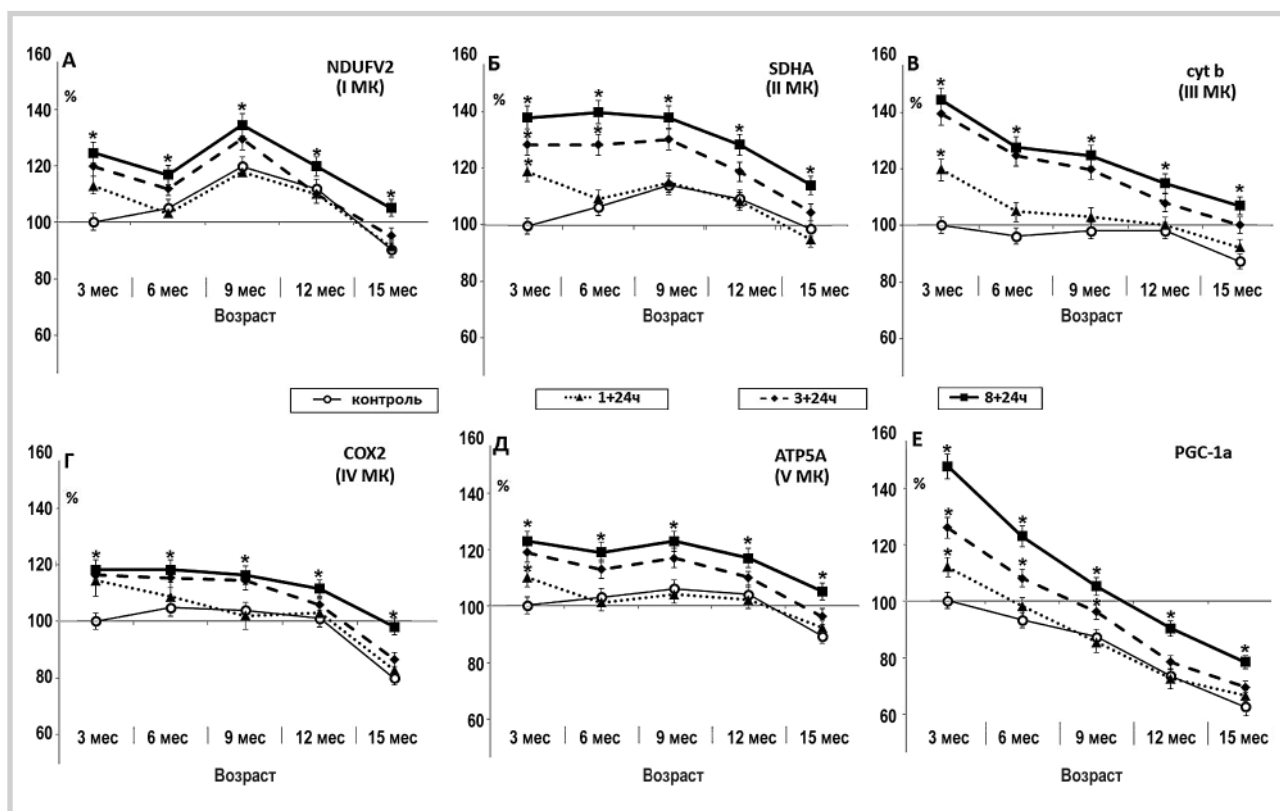 А
160
140
120
100
80
60
%
NDUFV2
(I МК)
*
*
*
*
*
3 мес
6 мес
9 мес
12 мес
15 мес
Возраст
Б
160
140
120
100
80
60
%
SDHA
(II МК)
*
*
*
*
*
*
*
*
3 мес
6 мес
9 мес
12 мес
15 мес
Возраст
В
160
140
120
100
80
60
%
cyt b
(III МК)
*
*
*
*
*
*
3 мес
6 мес
9 мес
12 мес
15 мес
Возраст
контроль
1+24ч
3+24ч
8+24ч
Г
160
140
120
100
80
60
%
COX2
(IV МК)
*
*
*
*
*
3 мес
6 мес
9 мес
12 мес
15 мес
Возраст
Д
160
140
120
100
80
60
%
ATP5A
(V МК)
*
*
*
*
*
*
3 мес
6 мес
9 мес
12 мес
15 мес
Возраст
Е
160
140
120
100
80
60
%
PGC-1a
*
*
*
*
*
*
*
*
*
3 мес
6 мес
9 мес
12 мес
15 мес
Возраст